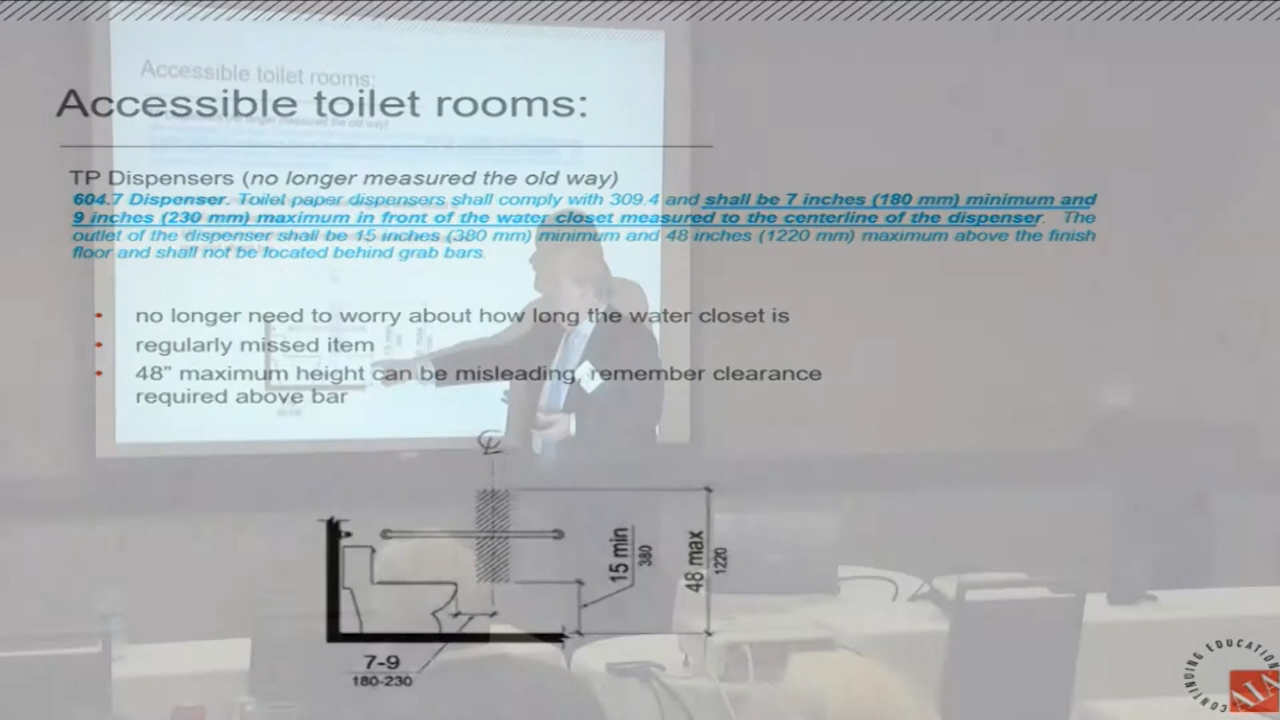 Accessible toilet rooms:
Accessible toilet rooms:
TP Dispensers (no longer measured the old way)
604.7 Dispenser. Toilet paper dispensers shall comply with 309.4 and shall be 7 inches (180 mm) minimum and
9 inches (230 mm) maximum in front of the water closet measured to the centerline of the dispenser. The
outlet of the dispenser shall be 15 inches (380 mm) minimum and 48 inches (1220 mm) maximum above the finish
floor and shall not be located behind grab bars.
• no longer need to worry about how long the water closet is
• regularly missed item
• 48” maximum height can be misleading, remember clearance
required above bar
15 min
380
48 max
1220
7-9
180-230
CONTINUING EDUCATION
AIA